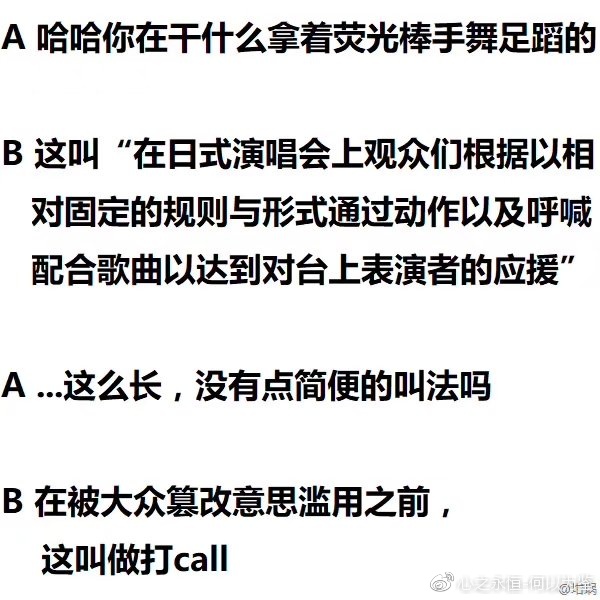 A 哈哈你在干什么拿着荧光棒手舞足蹈的
B 这叫“在日式演唱会上观众们根据以相
对固定的规则与形式通过动作以及呼喊
配合歌曲以达到对台上表演者的应援”
A ...这么长，没有点简便的叫法吗
B 在被大众篡改意思滥用之前，
这叫做打call